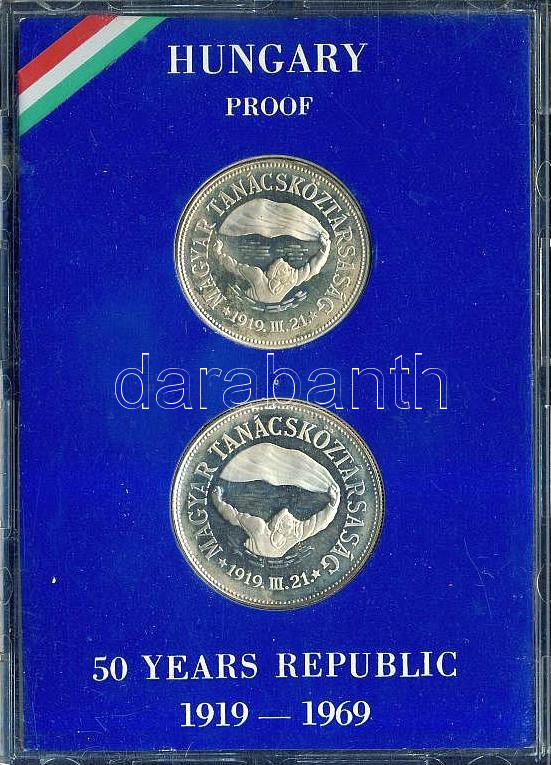 HUNGARY
PROOF
MAGYAR TANÁCSKÖZTÁRSASÁG
*1919. III. 21.*
darabanth
MAGYAR TANÁCSKÖZTÁRSASÁG
*1919. III. 21.*
50 YEARS REPUBLIC
1919 — 1969